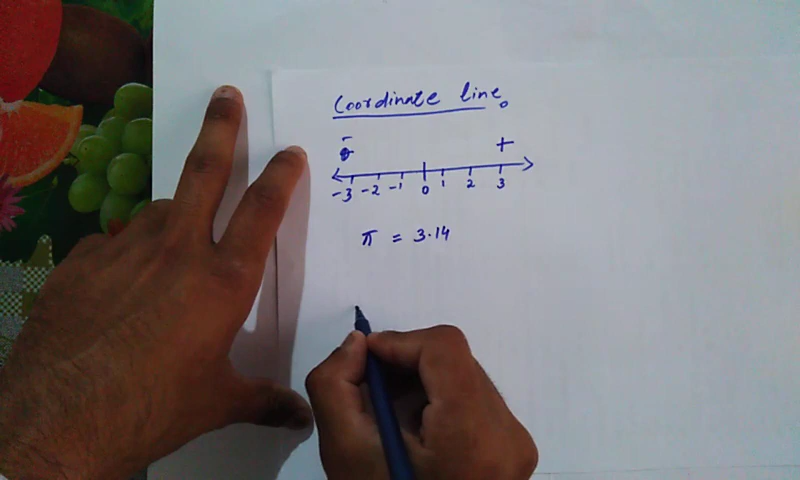 Coordinate line
- +
-3 -2 -1 0 1 2 3
π = 3.14